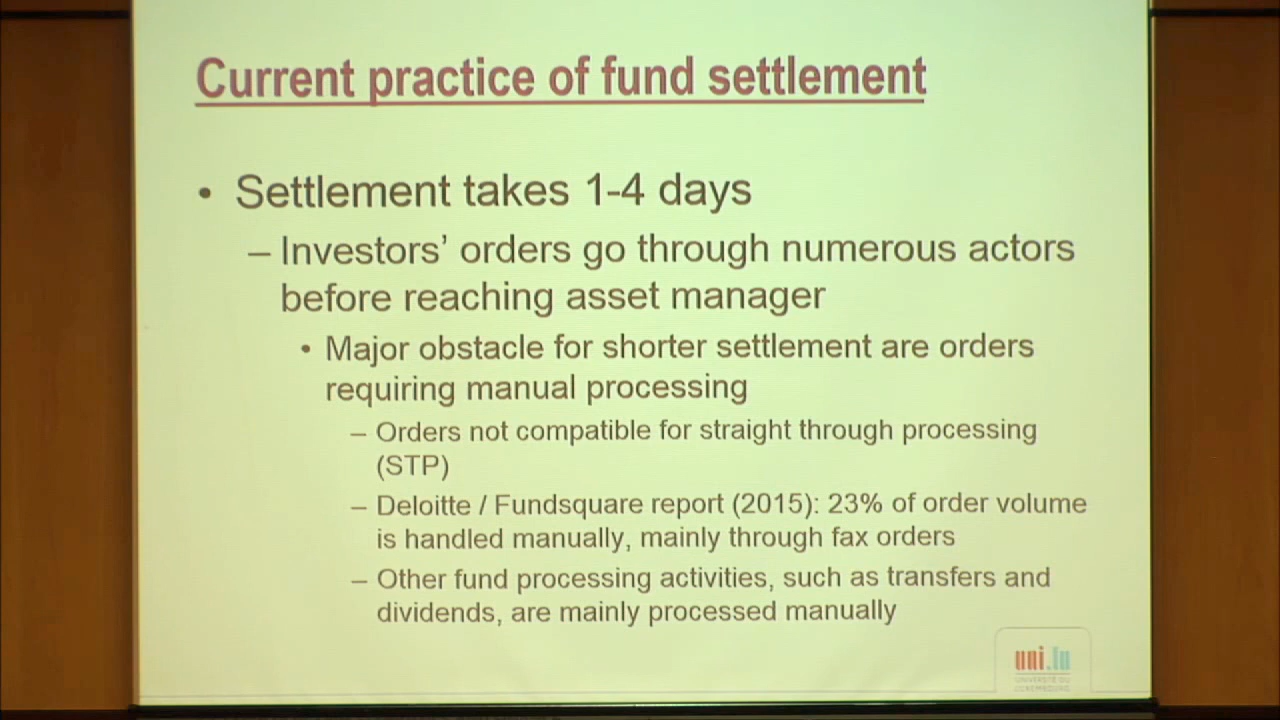 Current practice of fund settlement
• Settlement takes 1-4 days
– Investors’ orders go through numerous actors
before reaching asset manager
• Major obstacle for shorter settlement are orders
requiring manual processing
– Orders not compatible for straight through processing
(STP)
– Deloitte / Fundsquare report (2015): 23% of order volume
is handled manually, mainly through fax orders
– Other fund processing activities, such as transfers and
dividends, are mainly processed manually
uni.lu
UNIVERSITÉ DU
LUXEMBOURG